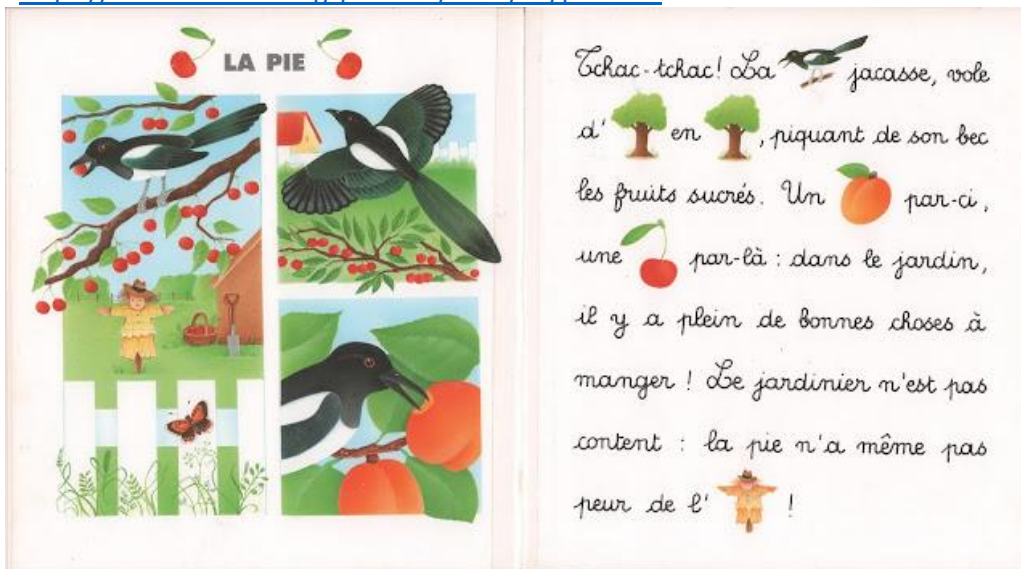 LA PIE
Tchac-tchac! La jacasse, vole
d' en , piquant de son bec
les fruits sucrés. Un par-ci,
une par-là : dans le jardin,
il y a plein de bonnes choses à
manger ! Le jardinier n'est pas
content : la pie n'a même pas
peur de l' !